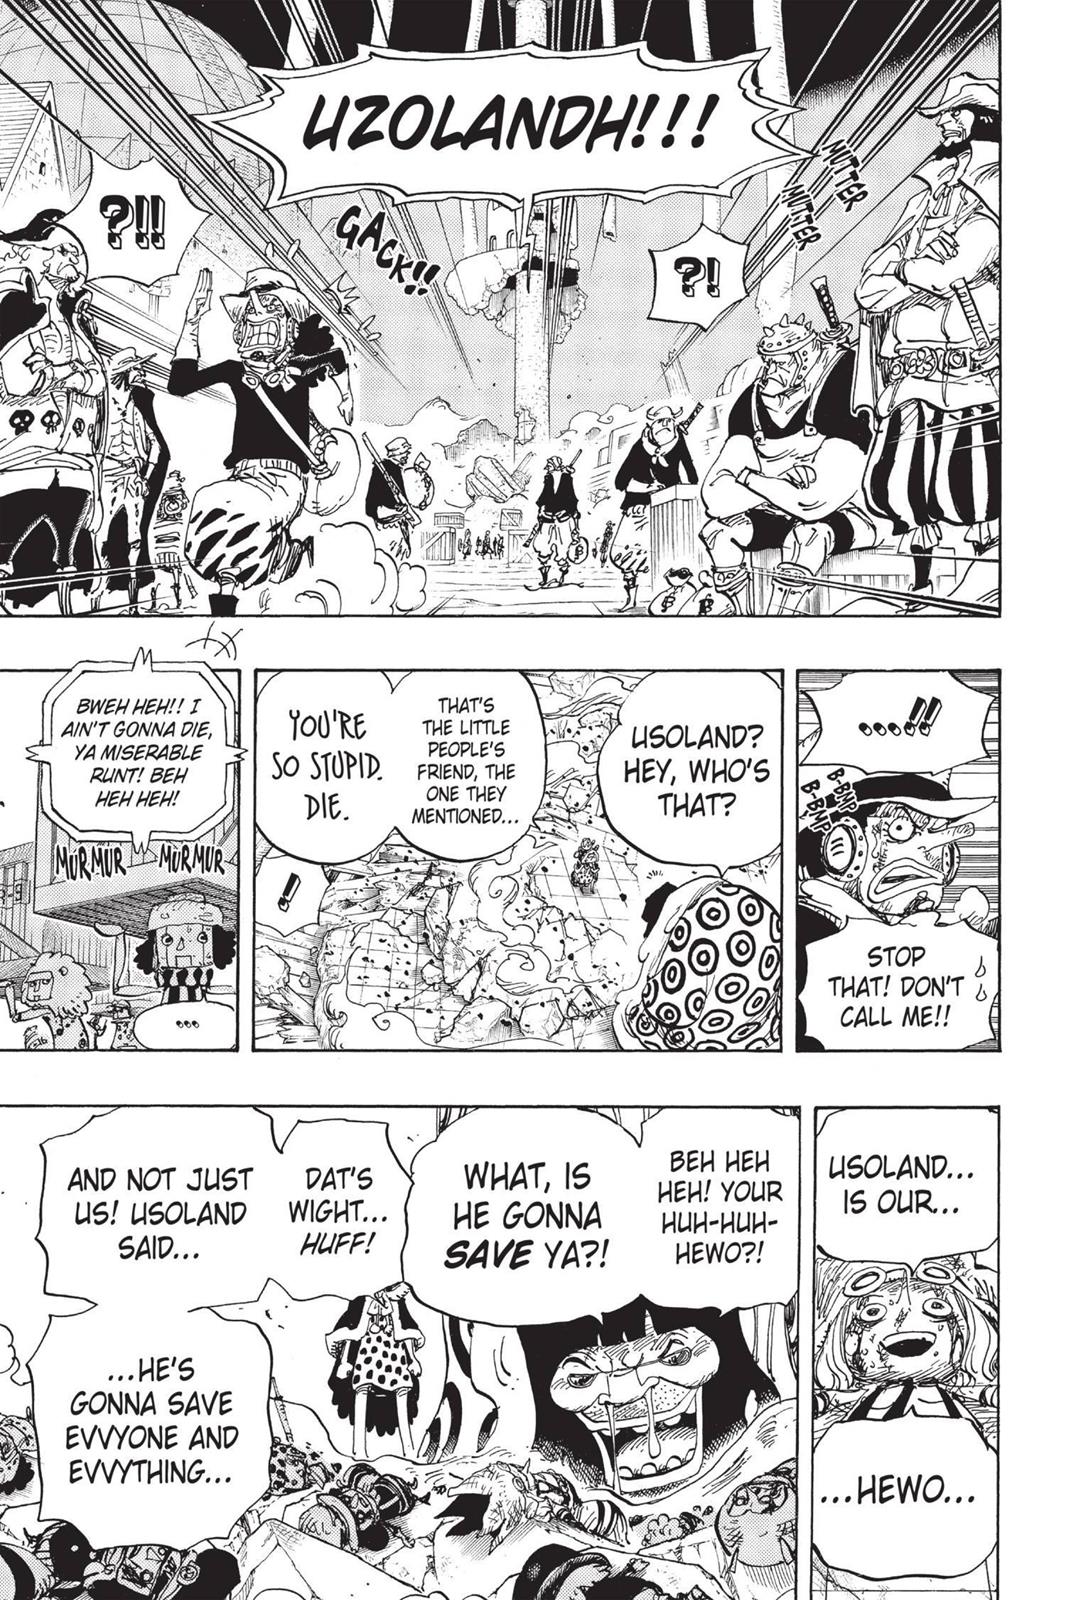 UZOLANDH!!!
MUTTER
MUTTER
?!
GACK!!
?!!
.....!!
B-BMP
B-BMP
STOP
THAT! DON'T
CALL ME!!
USOLAND?
HEY, WHO'S
THAT?
THAT'S
THE LITTLE
PEOPLE'S
FRIEND, THE
ONE THEY
MENTIONED...
YOU'RE
SO STUPID.
DIE.
!!
BWEH HEH!! I
AIN'T GONNA DIE,
YA MISERABLE
RUNT! BEH
HEH HEH!
MURMUR
MURMUR
...
USOLAND...
IS OUR...
...HEWO...
BEH HEH
HEH! YOUR
HUH-HUH-
HEWO?!
WHAT, IS
HE GONNA
SAVE YA?!
DAT'S
WIGHT...
HUFF!
AND NOT JUST
US! USOLAND
SAID...
...HE'S
GONNA SAVE
EVVYONE AND
EVVYTHING...